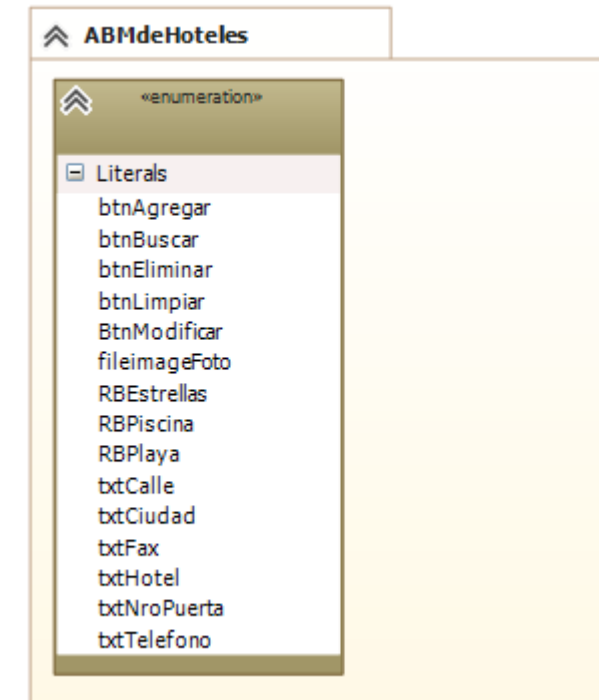 ABMdeHoteles
«enumeration»
Literals
btnAgregar
btnBuscar
btnEliminar
btnLimpiar
BtnModificar
fileimageFoto
RBEstrellas
RBPiscina
RBPlaya
txtCalle
txtCiudad
txtFax
txtHotel
txtNroPuerta
txtTelefono